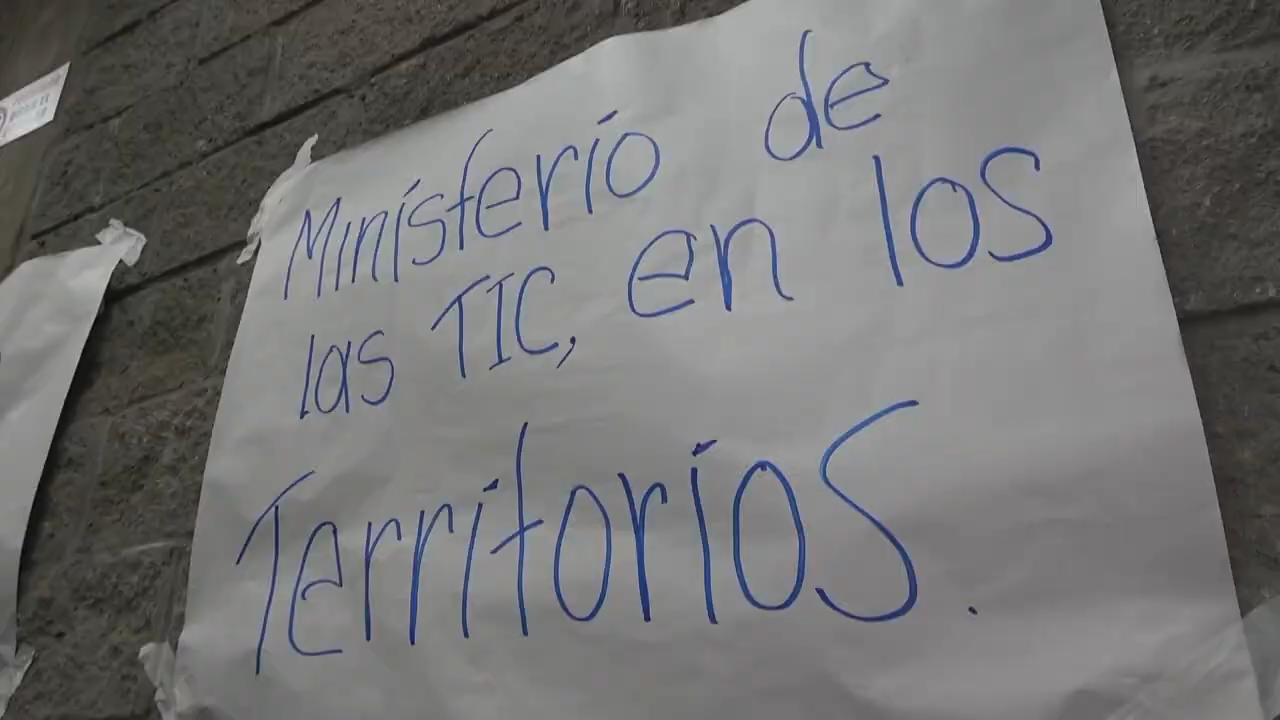 Ministerio de
las TIC, en los
Territorios.